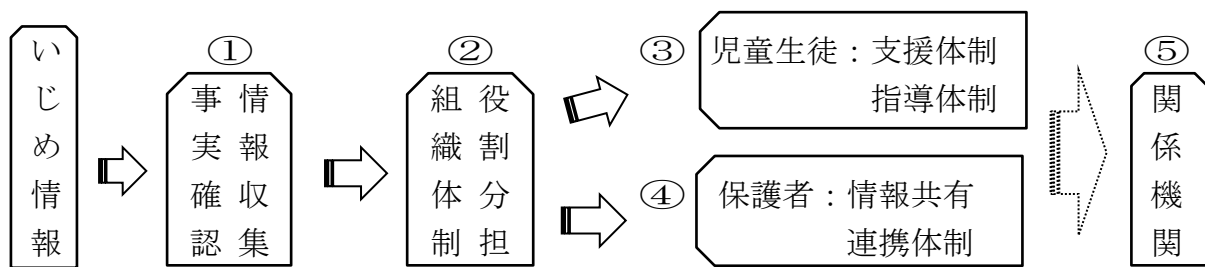 いじめ情報
①
情報収集
事実確認
②
役割分担
組織体制
③
児童生徒：支援体制
指導体制
④
保護者：情報共有
連携体制
⑤
関係機関